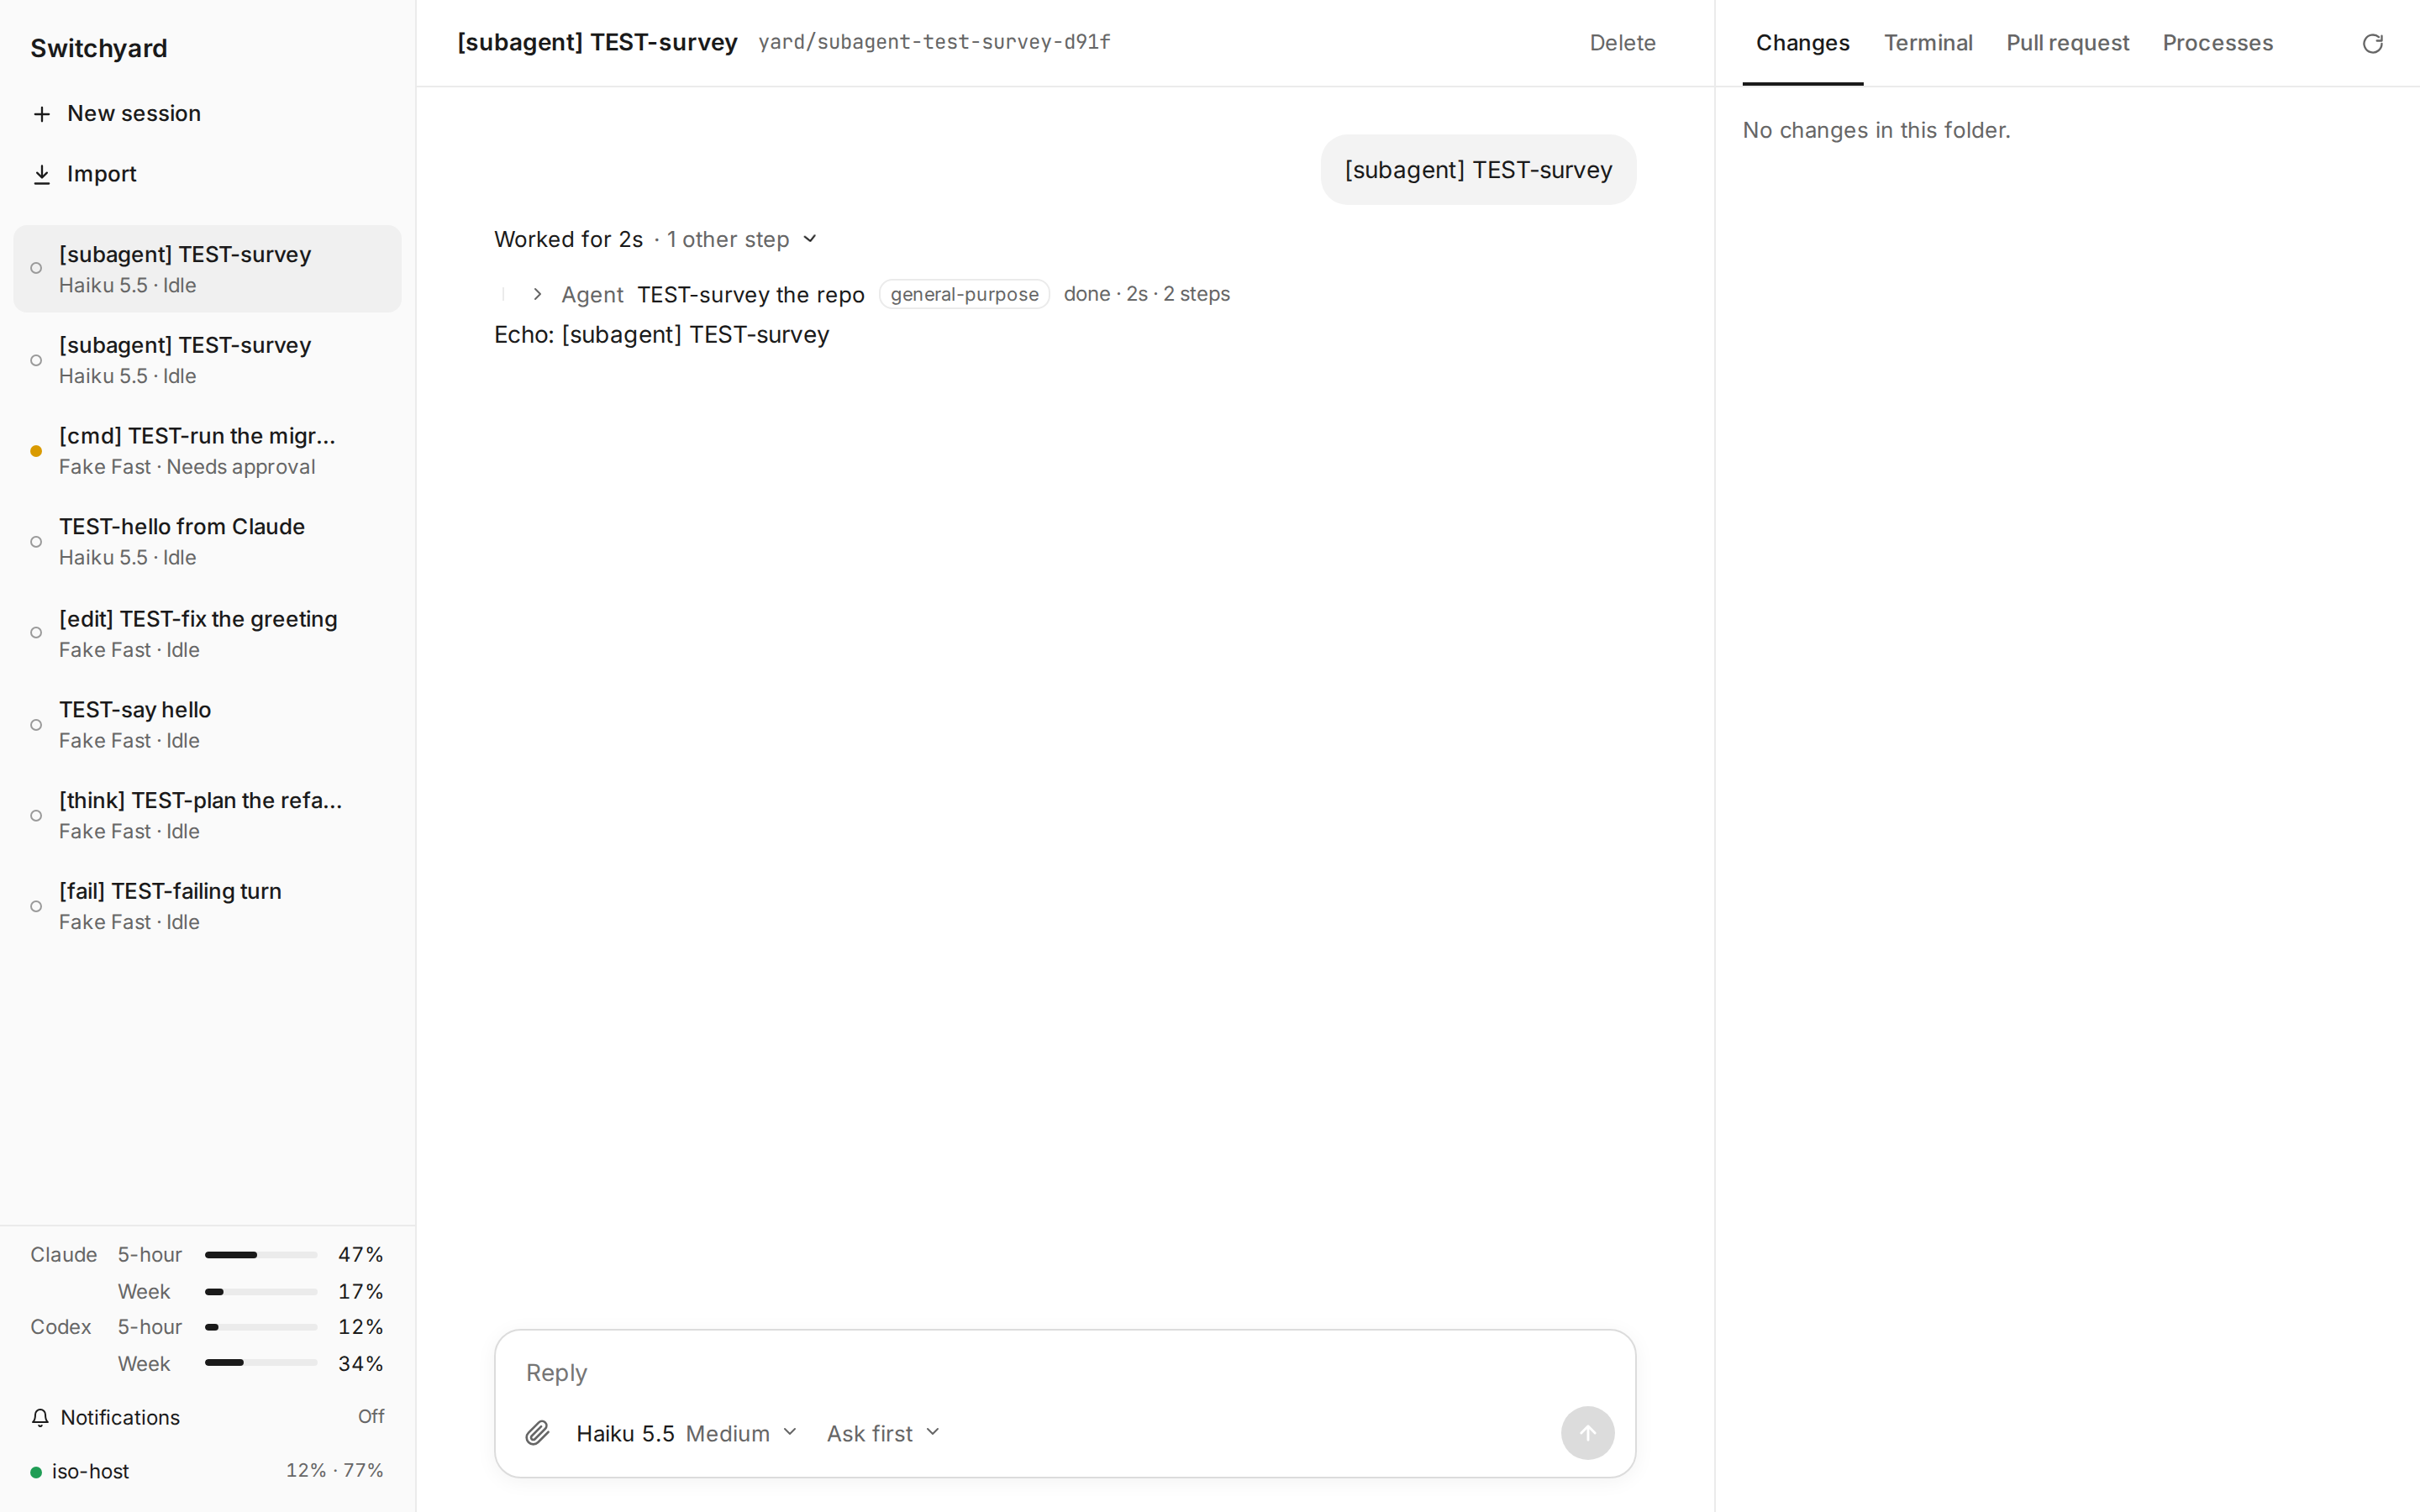 Switchyard
New session
Import
[subagent] TEST-survey
Haiku 5.5 · Idle
[subagent] TEST-survey
Haiku 5.5 · Idle
[cmd] TEST-run the migr...
Fake Fast · Needs approval
TEST-hello from Claude
Haiku 5.5 · Idle
[edit] TEST-fix the greeting
Fake Fast · Idle
TEST-say hello
Fake Fast · Idle
[think] TEST-plan the refa...
Fake Fast · Idle
[fail] TEST-failing turn
Fake Fast · Idle
Claude 5-hour 47%
Week 17%
Codex 5-hour 12%
Week 34%
Notifications Off
iso-host 12% · 77%
[subagent] TEST-survey yard/subagent-test-survey-d91f Delete
[subagent] TEST-survey
Worked for 2s · 1 other step
Agent TEST-survey the repo general-purpose done · 2s · 2 steps
Echo: [subagent] TEST-survey
Reply
Haiku 5.5 Medium Ask first
Changes Terminal Pull request Processes
No changes in this folder.